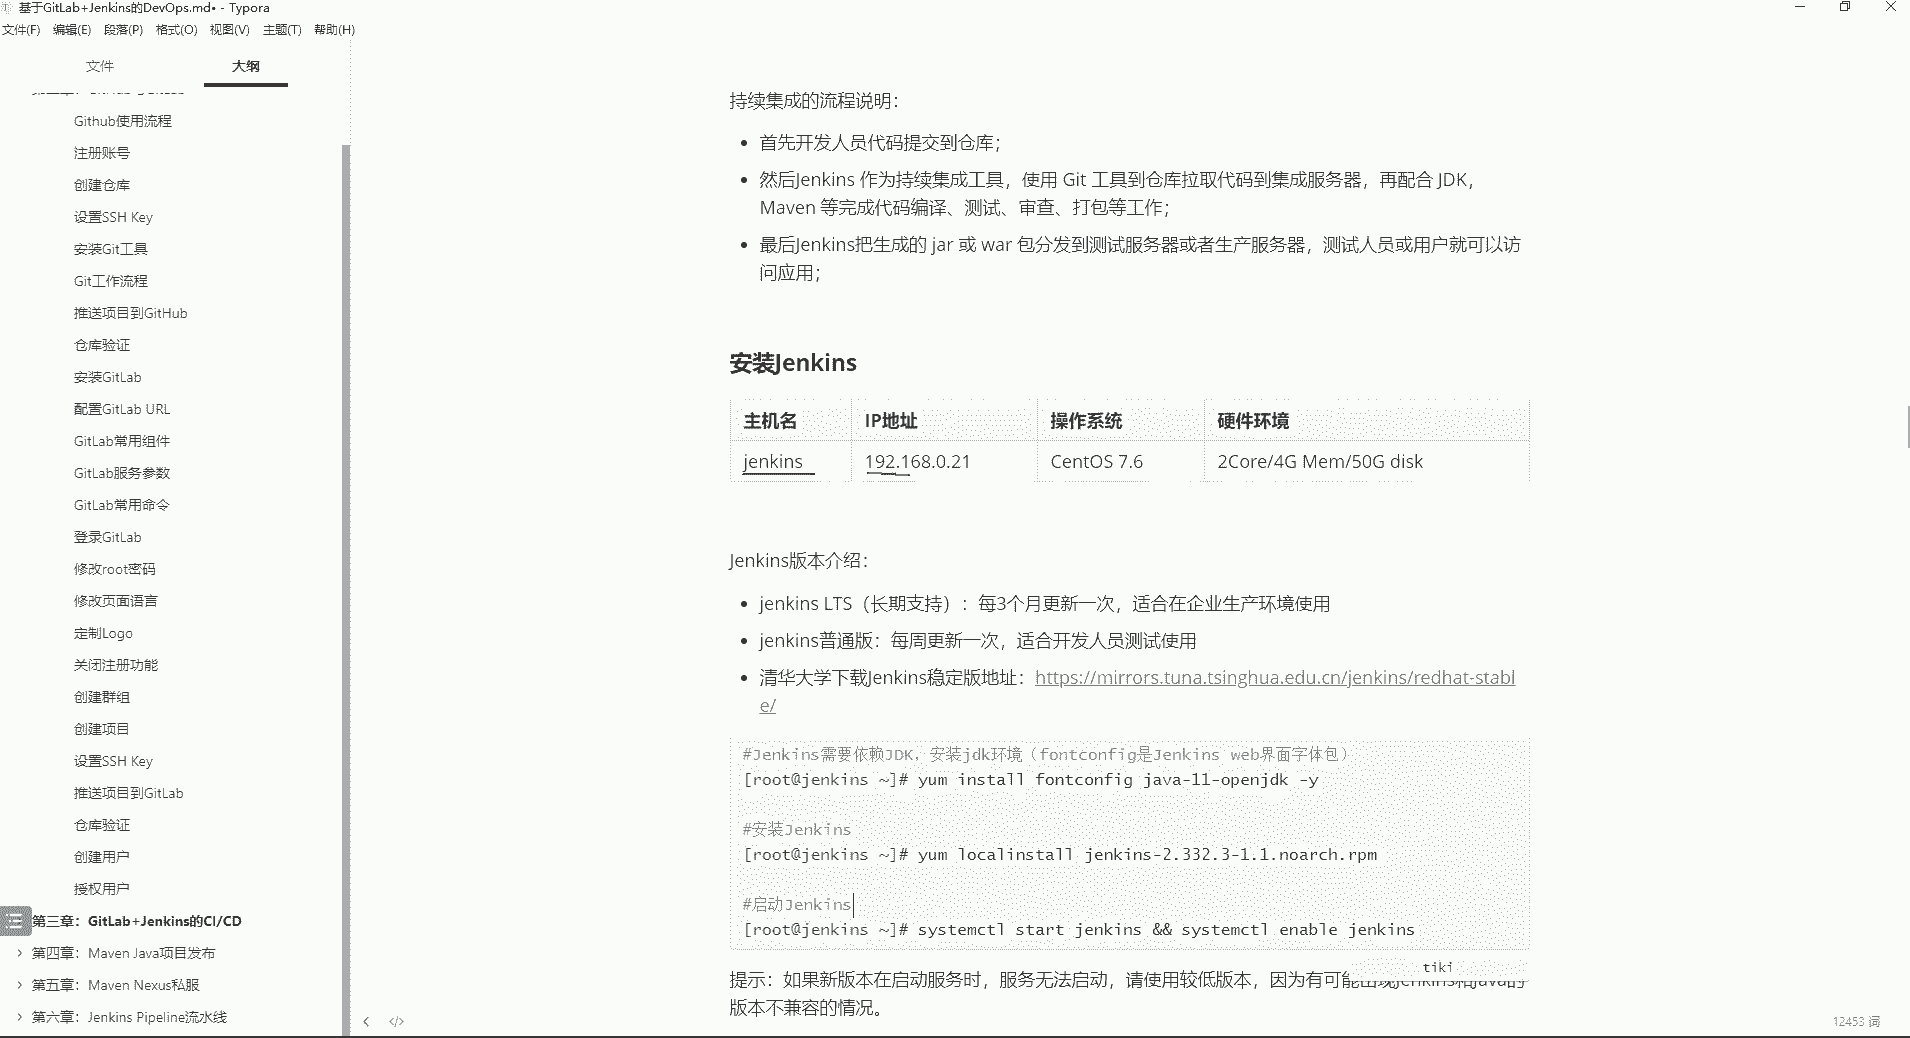 基于GitLab+Jenkins的DevOps.md• - Typora
文件(F) 编辑(E) 段落(P) 格式(O) 视图(V) 主题(T) 帮助(H)
文件 大纲
Github使用流程
注册账号
创建仓库
设置SSH Key
安装Git工具
Git工作流程
推送项目到GitHub
仓库验证
安装GitLab
配置GitLab URL
GitLab常用组件
GitLab服务参数
GitLab常用命令
登录GitLab
修改root密码
修改页面语言
定制Logo
关闭注册功能
创建群组
创建项目
设置SSH Key
推送项目到GitLab
仓库验证
创建用户
授权用户
第三章：GitLab+Jenkins的CI/CD
第四章：Maven Java项目发布
第五章：Maven Nexus私服
第六章：Jenkins Pipeline流水线
持续集成的流程说明：
首先开发人员代码提交到仓库；
然后Jenkins 作为持续集成工具，使用 Git 工具到仓库拉取代码到集成服务器，再配合 JDK，
Maven 等完成代码编译、测试、审查、打包等工作；
最后Jenkins把生成的 jar 或 war 包分发到测试服务器或者生产服务器，测试人员或用户就可以访
问应用；
安装Jenkins
主机名 IP地址 操作系统 硬件环境
jenkins 192.168.0.21 CentOS 7.6 2Core/4G Mem/50G disk
Jenkins版本介绍：
jenkins LTS（长期支持）：每3个月更新一次，适合在企业生产环境使用
jenkins普通版：每周更新一次，适合开发人员测试使用
清华大学下载Jenkins稳定版地址：https://mirrors.tuna.tsinghua.edu.cn/jenkins/redhat-stabl
e/
#Jenkins需要依赖JDK，安装jdk环境（fontconfig是Jenkins web界面字体包）
[root@jenkins ~]# yum install fontconfig java-11-openjdk -y
#安装Jenkins
[root@jenkins ~]# yum localinstall jenkins-2.332.3-1.1.noarch.rpm
#启动Jenkins
[root@jenkins ~]# systemctl start jenkins && systemctl enable jenkins
tiki
提示：如果新版本在启动服务时，服务无法启动，请使用较低版本，因为有可能出现jenkins和java的
版本不兼容的情况。
12453 词